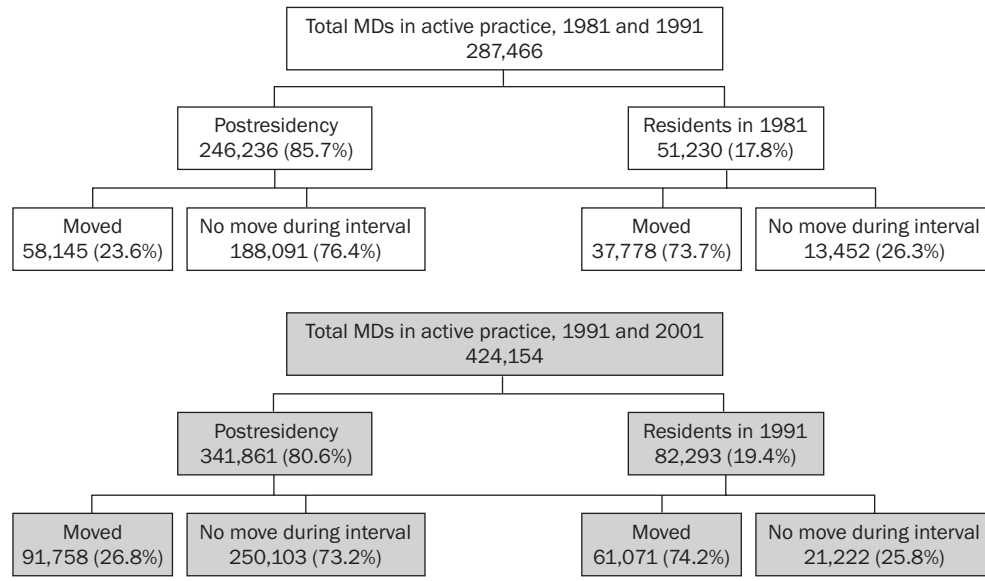 Total MDs in active practice, 1981 and 1991
287,466
Postresidency
246,236 (85.7%)
Residents in 1981
51,230 (17.8%)
Moved
58,145 (23.6%)
No move during interval
188,091 (76.4%)
Moved
37,778 (73.7%)
No move during interval
13,452 (26.3%)
Total MDs in active practice, 1991 and 2001
424,154
Postresidency
341,861 (80.6%)
Residents in 1991
82,293 (19.4%)
Moved
91,758 (26.8%)
No move during interval
250,103 (73.2%)
Moved
61,071 (74.2%)
No move during interval
21,222 (25.8%)